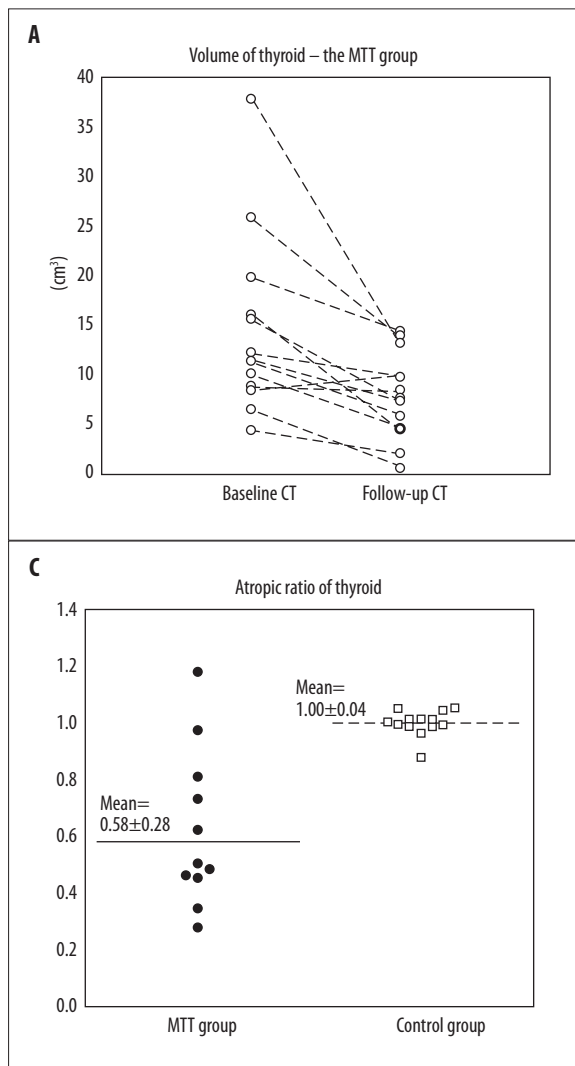 A
Volume of thyroid – the MTT group
40
35
30
25
20
15
10
5
0
(cm³)
Baseline CT
Follow-up CT
C
Atropic ratio of thyroid
1.4
1.2
1.0
0.8
0.6
0.4
0.2
0.0
Mean=
0.58±0.28
Mean=
1.00±0.04
MTT group
Control group